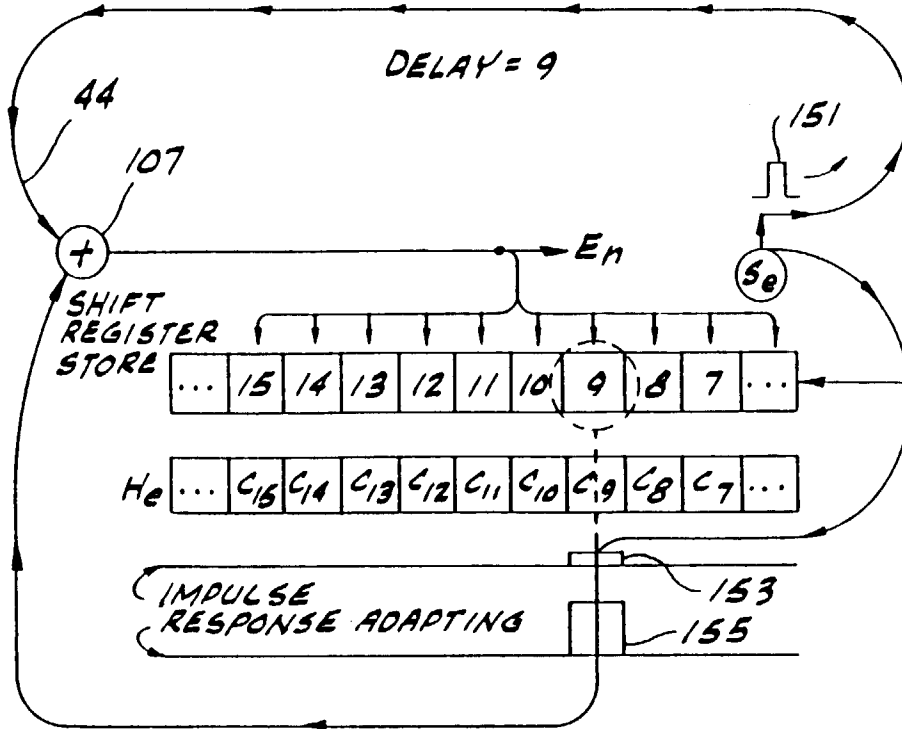 DELAY = 9
44
107
151
+
En
Se
SHIFT
REGISTER
STORE
... 15 14 13 12 11 10 9 8 7 ...
He ... C15 C14 C13 C12 C11 C10 C9 C8 C7 ...
IMPULSE
RESPONSE ADAPTING
153
155